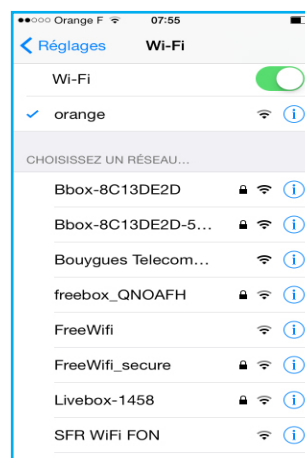 Orange F 07:55
Réglages Wi-Fi
Wi-Fi
orange
CHOISISSEZ UN RÉSEAU...
Bbox-8C13DE2D
Bbox-8C13DE2D-5...
Bouygues Telecom...
freebox_QNOAFH
FreeWifi
FreeWifi_secure
Livebox-1458
SFR WiFi FON